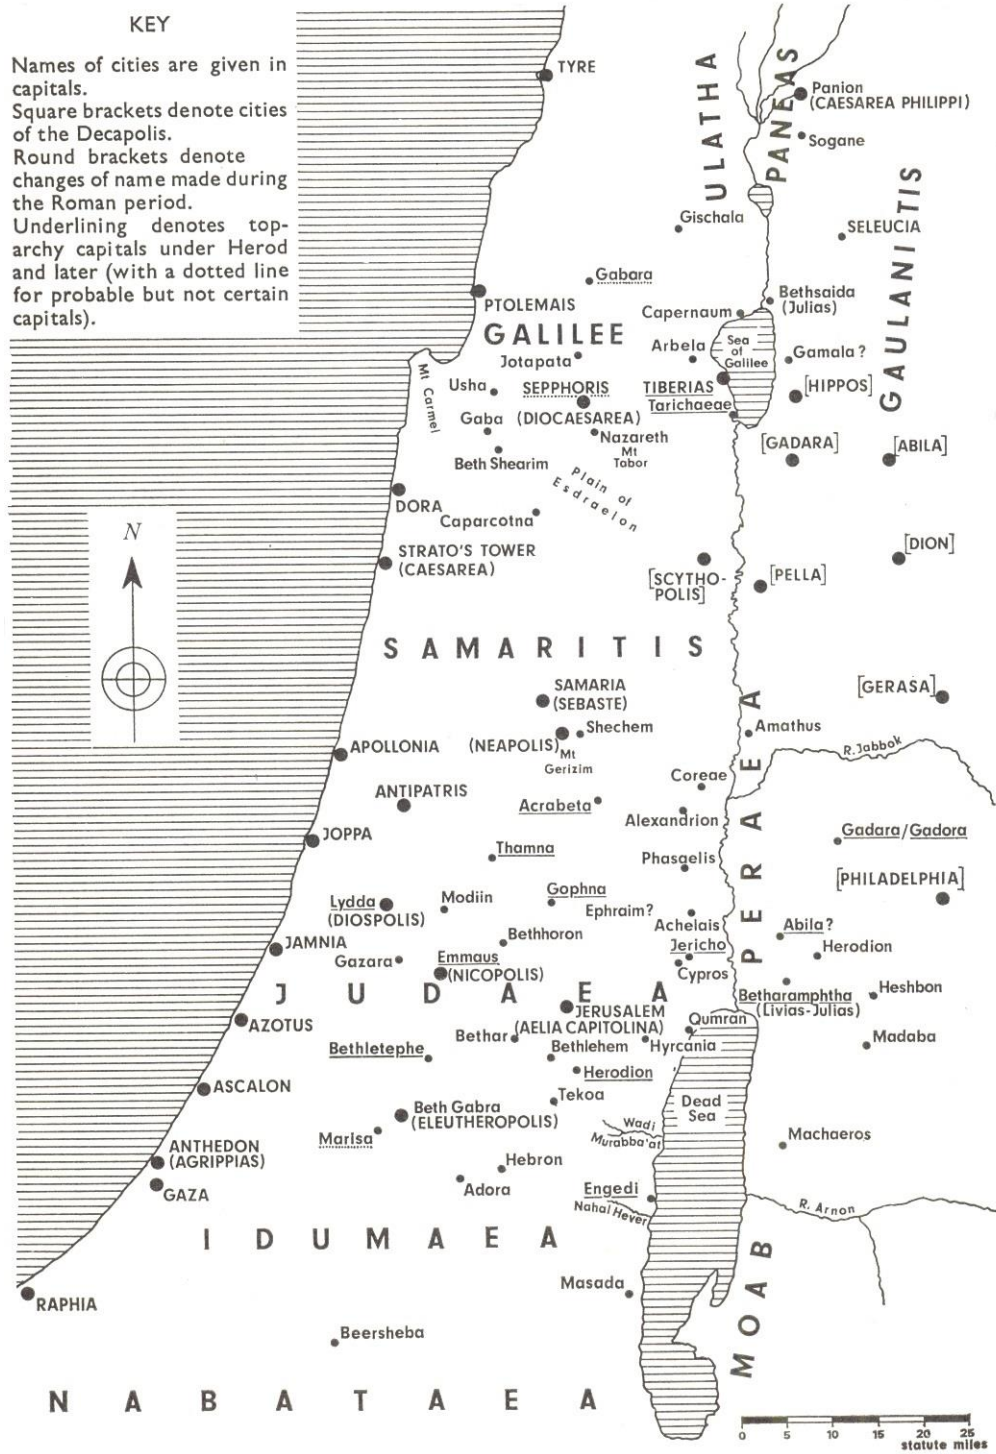 KEY
Names of cities are given in
capitals.
Square brackets denote cities
of the Decapolis.
Round brackets denote
changes of name made during
the Roman period.
Underlining denotes top-
archy capitals under Herod
and later (with a dotted line
for probable but not certain
capitals).
TYRE
ULATHA
PANEAS
Panion
(CAESAREA PHILIPPI)
Sogane
Gischala
SELEUCIA
GAULANITIS
Gabara
PTOLEMAIS
Bethsaida
(Julias)
Capernaum
GALILEE
Jotapata
Arbela
Sea
of
Galilee
Gamala?
Mt Carmel
Usha
SEPPHORIS
(DIOCAESAREA)
TIBERIAS
Tarichaeae
[HIPPOS]
Gaba
Nazareth
Mt
Tabor
Beth Shearim
[GADARA]
[ABILA]
Plain of
Esdraelon
DORA
Caparcotna
N
STRATO'S TOWER
(CAESAREA)
[SCYTHO-
POLIS]
[PELLA]
[DION]
SAMARITIS
SAMARIA
(SEBASTE)
[GERASA]
(NEAPOLIS)
Shechem
Mt
Gerizim
Amathus
APOLLONIA
R. Jabbok
PERAEA
Coreae
ANTIPATRIS
Acrabeta
Alexandrion
JOPPA
Gadara/Gadora
Thamna
Phasaelis
[PHILADELPHIA]
Lydda
(DIOSPOLIS)
Modiin
Gophna
Ephraim?
Achelais
Abila?
JAMNIA
Bethhoron
Gazara
Emmaus
(NICOPOLIS)
Jericho
Cypros
Herodion
JUDAEA
Betharamphtha
(Livias-Julias)
Heshbon
AZOTUS
JERUSALEM
(AELIA CAPITOLINA)
Qumran
Bethar
Hyrcania
Madaba
Bethletephe
Bethlehem
Herodion
ASCALON
Tekoa
Dead
Sea
Beth Gabra
(ELEUTHEROPOLIS)
Marisa
Wadi
Murabba'at
Machaeros
ANTHEDON
(AGRIPPIAS)
GAZA
Hebron
Adora
Engedi
Nahal Hever
R. Arnon
IDUMAEA
MOAB
RAPHIA
Masada
Beersheba
NABATAEA
0 5 10 15 20 25
statute miles